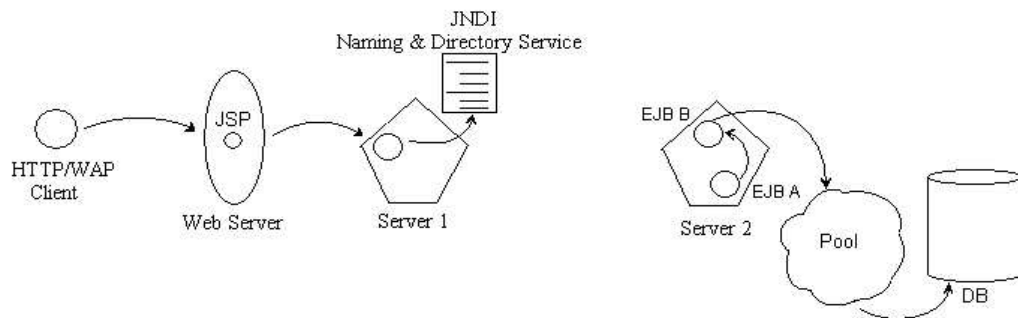 JNDI
Naming & Directory Service
JSP
HTTP/WAP
Client
Web Server
Server 1
EJB B
EJB A
Server 2
Pool
DB